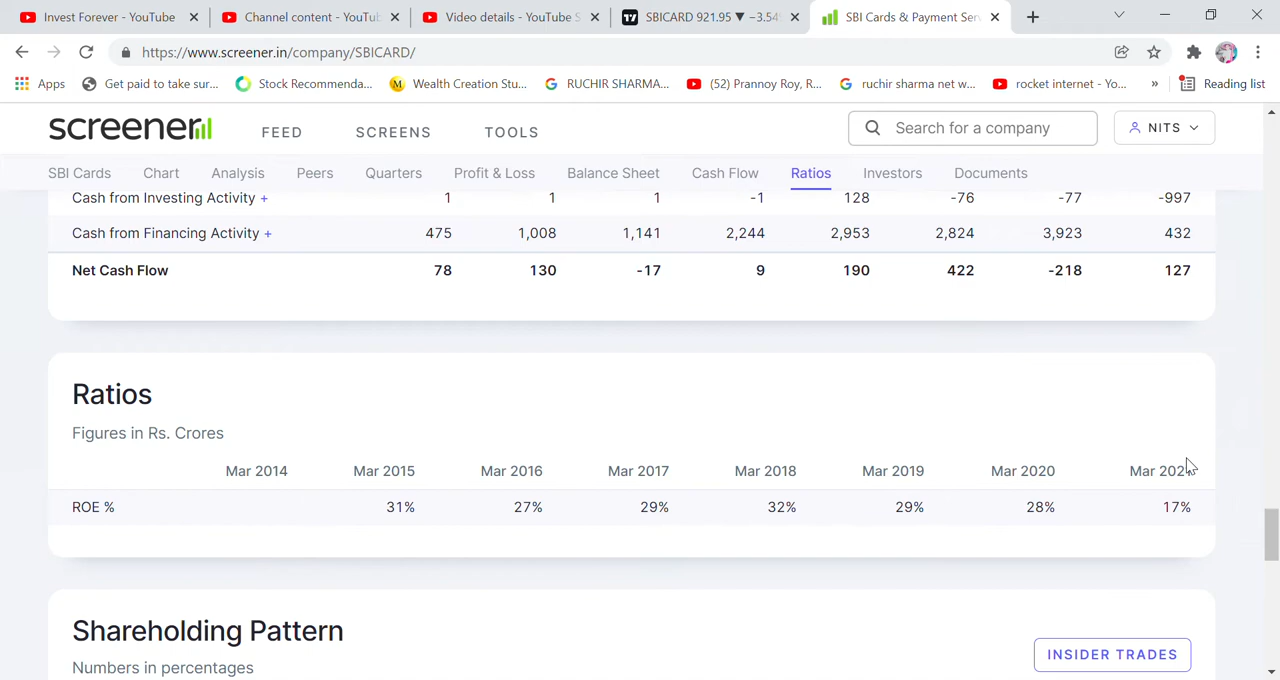 Invest Forever - YouTube
Channel content - YouTub
Video details - YouTube S
SBICARD 921.95 ▼ −3.54
SBI Cards & Payment Serv
https://www.screener.in/company/SBICARD/
Apps
Get paid to take sur...
Stock Recommenda...
Wealth Creation Stu...
RUCHIR SHARMA...
(52) Prannoy Roy, R...
ruchir sharma net w...
rocket internet - Yo...
»
Reading list
screener
FEED
SCREENS
TOOLS
Search for a company
NITS
SBI Cards
Chart
Analysis
Peers
Quarters
Profit & Loss
Balance Sheet
Cash Flow
Ratios
Investors
Documents
Cash from Investing Activity + 1 1 1 -1 128 -76 -77 -997
Cash from Financing Activity + 475 1,008 1,141 2,244 2,953 2,824 3,923 432
Net Cash Flow 78 130 -17 9 190 422 -218 127
Ratios
Figures in Rs. Crores
Mar 2014 Mar 2015 Mar 2016 Mar 2017 Mar 2018 Mar 2019 Mar 2020 Mar
ROE % 31% 27% 29% 32% 29% 28% 17%
Shareholding Pattern
Numbers in percentages
INSIDER TRADES